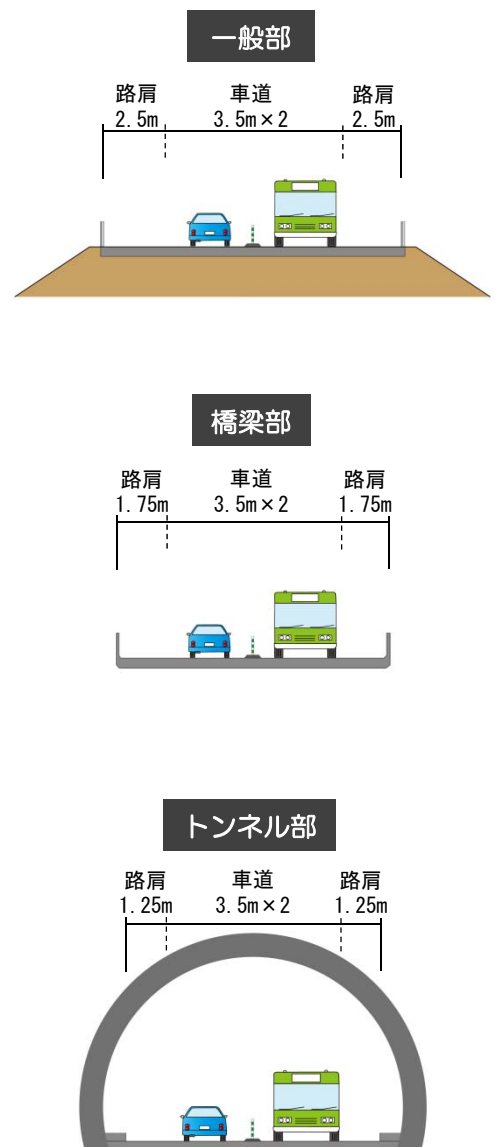 一般部
路肩 車道 路肩
2.5m 3.5m×2 2.5m
橋梁部
路肩 車道 路肩
1.75m 3.5m×2 1.75m
トンネル部
路肩 車道 路肩
1.25m 3.5m×2 1.25m